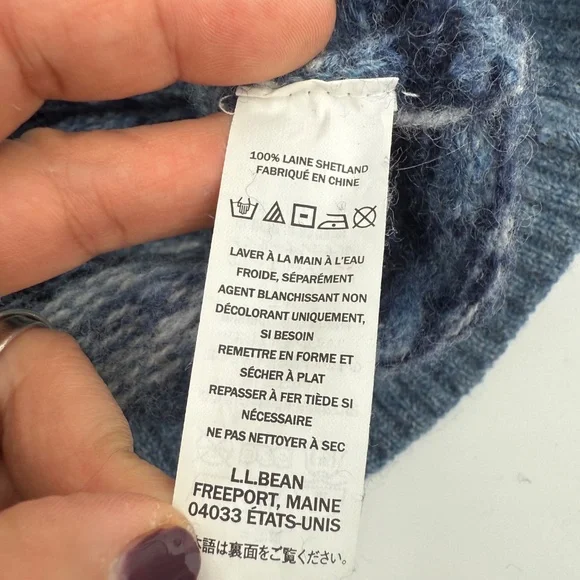 100% LAINE SHETLAND
FABRIQUÉ EN CHINE
LAVER À LA MAIN À L'EAU
FROIDE, SÉPARÉMENT
AGENT BLANCHISSANT NON
DÉCOLORANT UNIQUEMENT,
SI BESOIN
REMETTRE EN FORME ET
SÉCHER À PLAT
REPASSER À FER TIÈDE SI
NÉCESSAIRE
NE PAS NETTOYER À SEC
L.L.BEAN
FREEPORT, MAINE
04033 ÉTATS-UNIS
本語は裏面をご覧ください。